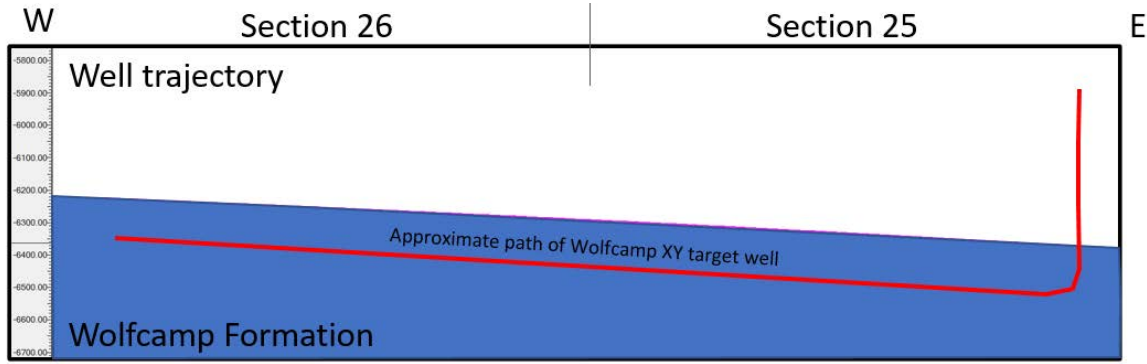 W
Section 26
Section 25
E
Well trajectory
-5800.00
-5900.00
-6000.00
-6100.00
-6200.00
-6300.00
-6400.00
-6500.00
-6600.00
-6700.00
Approximate path of Wolfcamp XY target well
Wolfcamp Formation